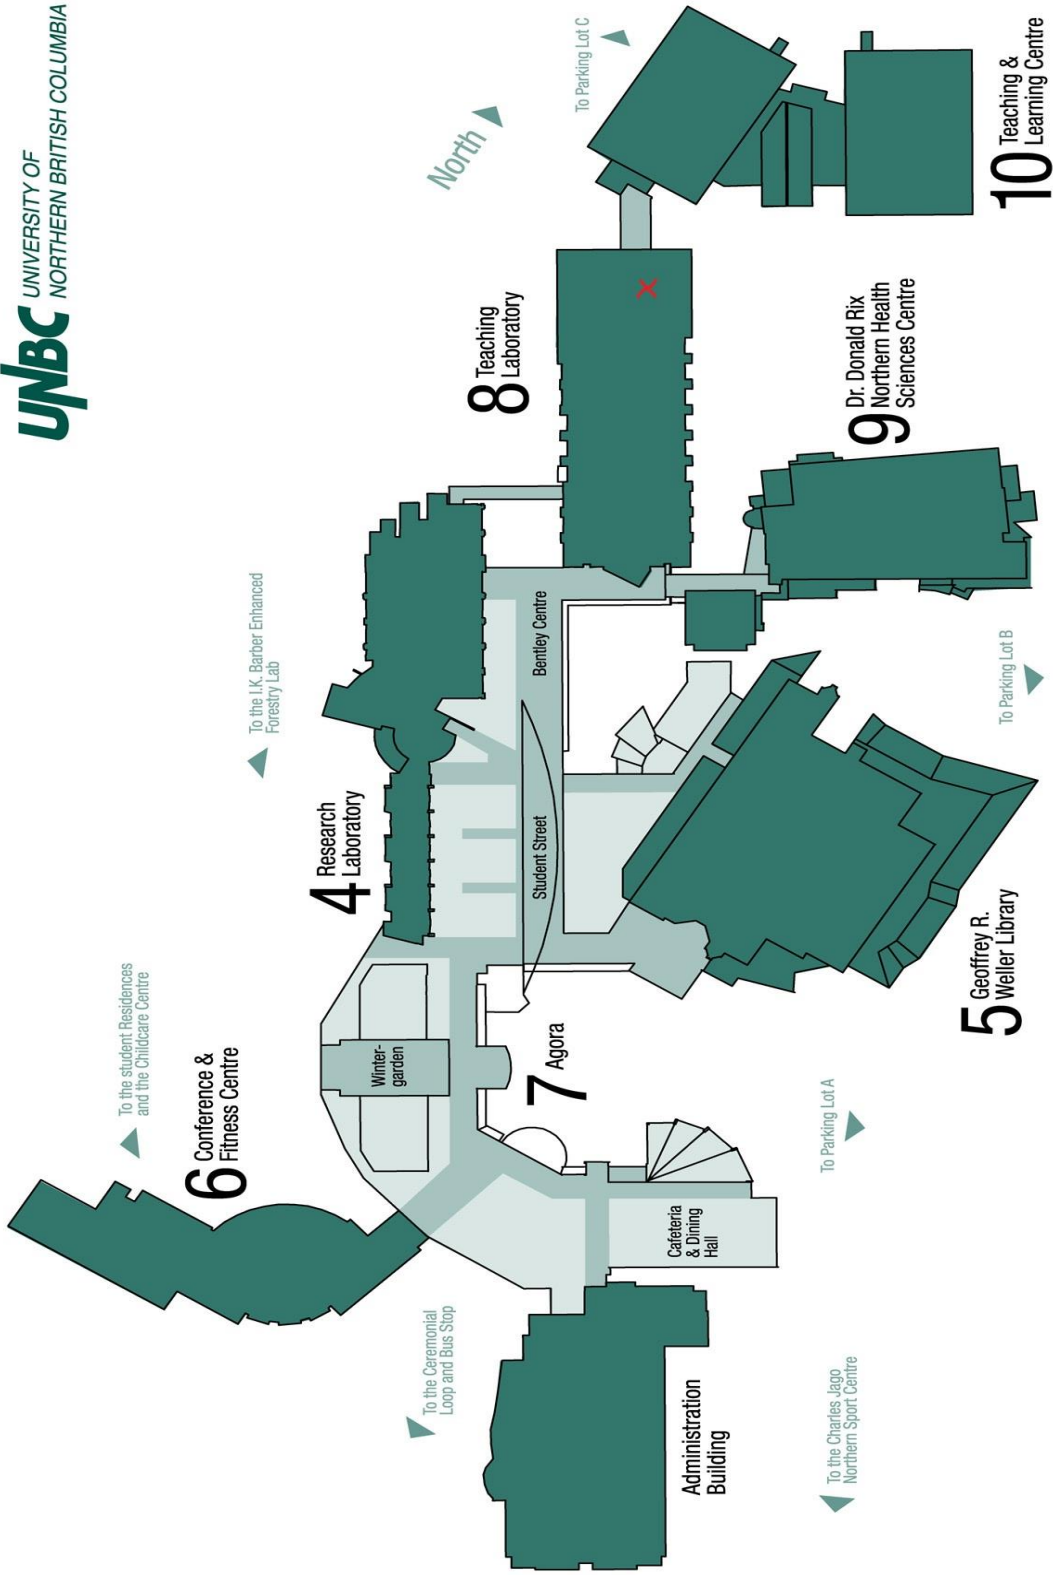 UNBC
UNIVERSITY OF
NORTHERN BRITISH COLUMBIA
North
To Parking Lot C
10
Teaching &
Learning Centre
8
Teaching
Laboratory
9
Dr. Donald Rix
Northern Health
Sciences Centre
To the I.K. Barber Enhanced
Forestry Lab
Bentley Centre
To Parking Lot B
4
Research
Laboratory
Student Street
5
Geoffrey R.
Weller Library
To the student Residences
and the Childcare Centre
6
Conference &
Fitness Centre
Winter-
garden
7
Agora
To Parking Lot A
Cafeteria
& Dining
Hall
To the Ceremonial
Loop and Bus Stop
Administration
Building
To the Charles Jago
Northern Sport Centre